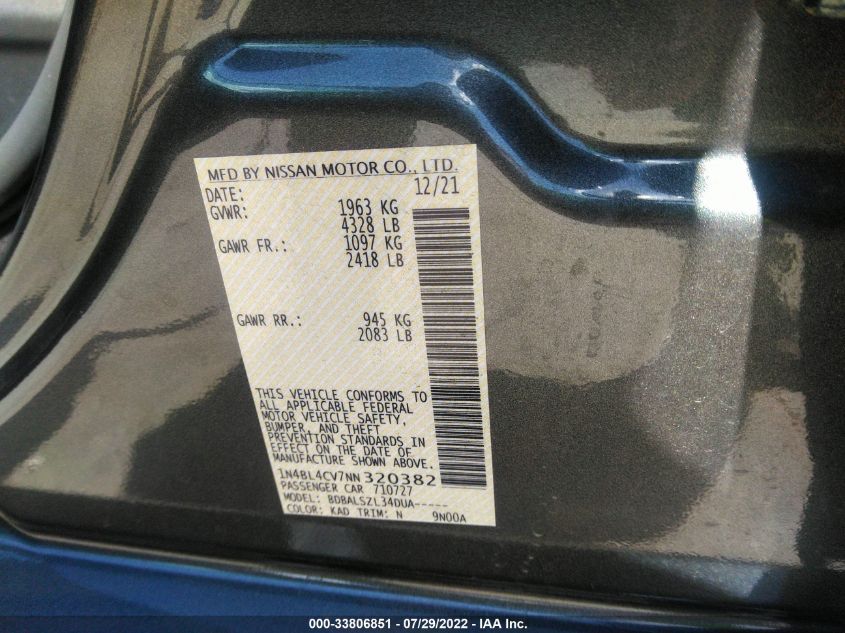 MFD BY NISSAN MOTOR CO., LTD.
DATE: 12/21
GVWR: 1963 KG
4328 LB
GAWR FR.: 1097 KG
2418 LB
GAWR RR.: 945 KG
2083 LB
THIS VEHICLE CONFORMS TO
ALL APPLICABLE FEDERAL
MOTOR VEHICLE SAFETY,
BUMPER, AND THEFT
PREVENTION STANDARDS IN
EFFECT ON THE DATE OF
MANUFACTURE SHOWN ABOVE.
1N4BL4CV7NN320382
PASSENGER CAR 710727
MODEL: BDBALSZL34DUA-----
COLOR: KAD TRIM: N 9N00A
000-33806851 / 07/29/2022 - IAA Inc.